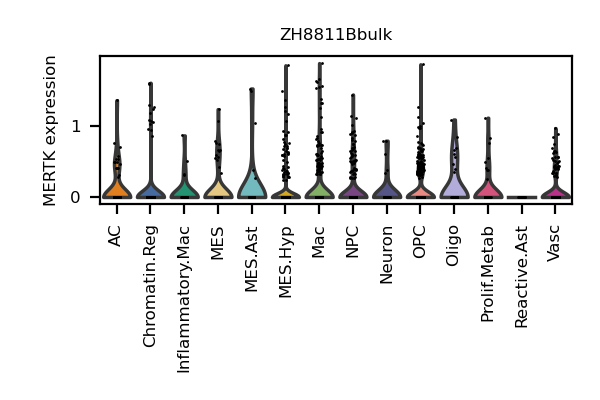 ZH8811Bbulk
MERTK expression
1
0
AC
Chromatin.Reg
Inflammatory.Mac
MES
MES.Ast
MES.Hyp
Mac
NPC
Neuron
OPC
Oligo
Prolif.Metab
Reactive.Ast
Vasc